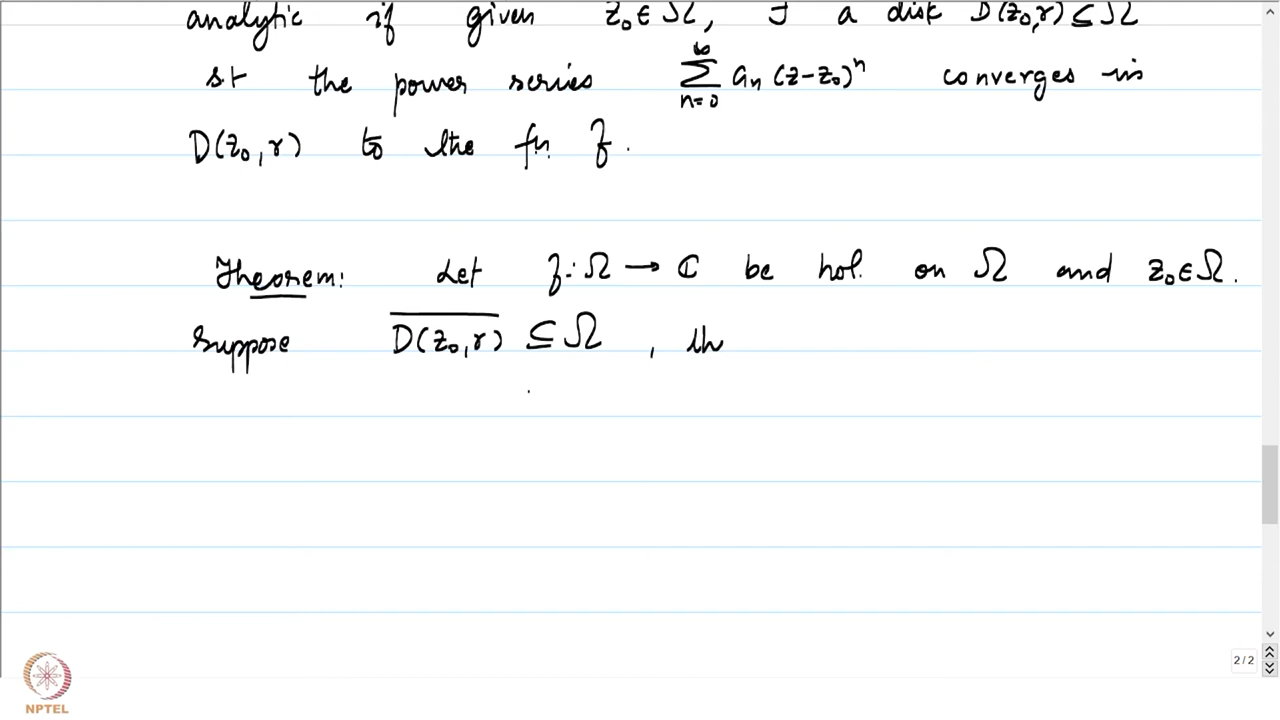 analytic if given z₀ ∈ Ω, ∃ a disk D(z₀,r) ⊆ Ω
s.t the power series ∑_{n=0}^{∞} aₙ (z-z₀)ⁿ converges in
D(z₀,r) to the fn. f.
Theorem: Let f: Ω → ℂ be hol. on Ω and z₀ ∈ Ω.
Suppose \overline{D(z₀,r)} ⊆ Ω, th
2/2
NPTEL